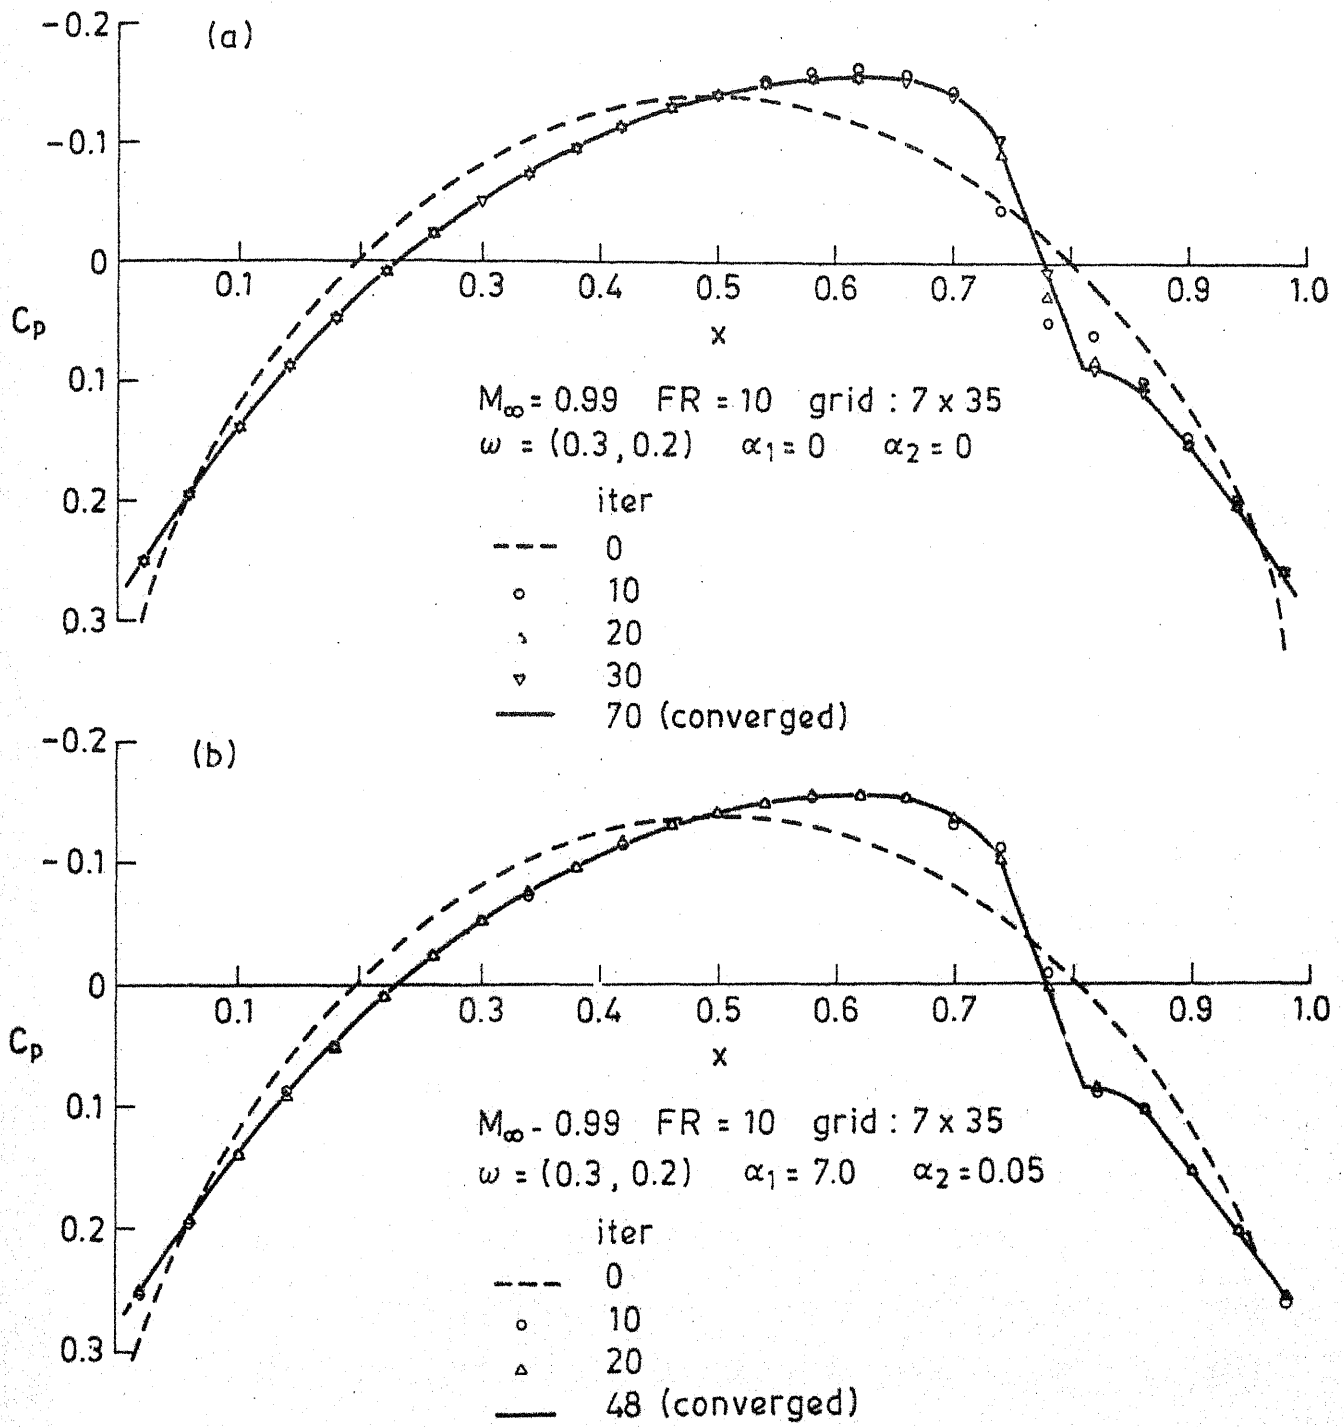 (a)
-0.2
-0.1
0
0.1
0.2
0.3
Cp
0.1 0.3 0.4 0.5 0.6 0.7 0.9 1.0
x
M∞ = 0.99 FR = 10 grid : 7 x 35
ω = (0.3, 0.2) α1 = 0 α2 = 0
iter
0
10
20
30
70 (converged)
(b)
-0.2
-0.1
0
0.1
0.2
0.3
Cp
0.1 0.3 0.4 0.5 0.6 0.7 0.9 1.0
x
M∞ - 0.99 FR = 10 grid : 7 x 35
ω = (0.3, 0.2) α1 = 7.0 α2 = 0.05
iter
0
10
20
48 (converged)